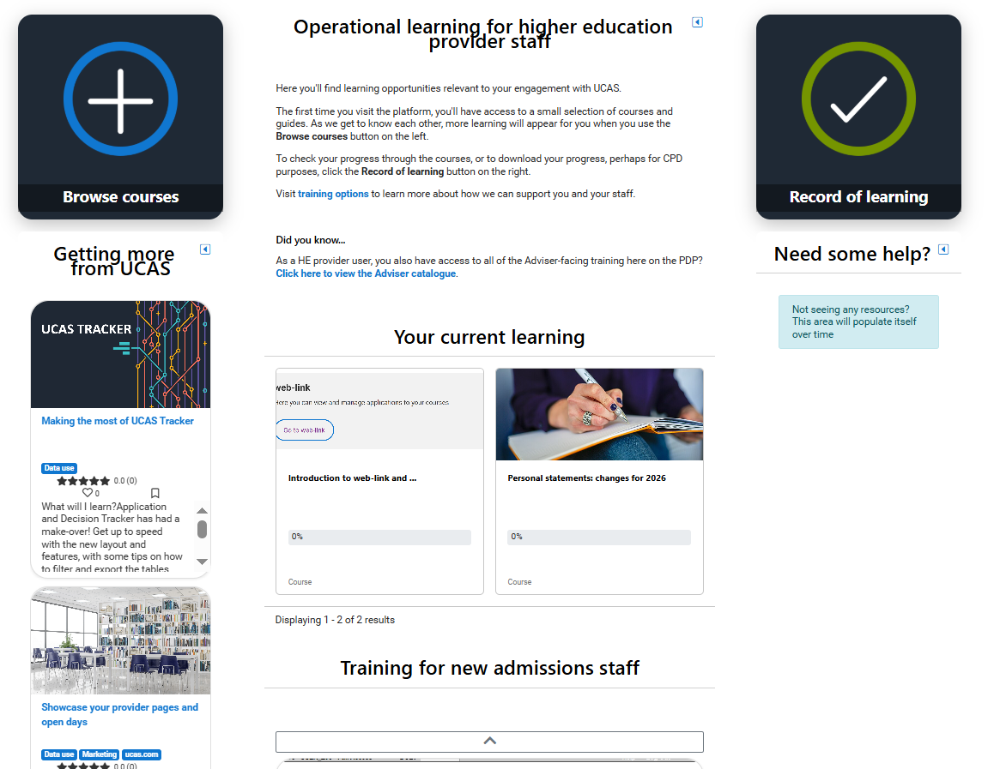 Browse courses
Getting more
from UCAS
UCAS TRACKER
Making the most of UCAS Tracker
Data use
0.0 (0)
0
What will I learn?Application
and Decision Tracker has had a
make-over! Get up to speed
with the new layout and
features, with some tips on how
to filter and export the tables
Showcase your provider pages and
open days
Data use Marketing ucas.com
0.0 (0)
Operational learning for higher education
provider staff
Here you'll find learning opportunities relevant to your engagement with UCAS.
The first time you visit the platform, you'll have access to a small selection of courses and
guides. As we get to know each other, more learning will appear for you when you use the
Browse courses button on the left.
To check your progress through the courses, or to download your progress, perhaps for CPD
purposes, click the Record of learning button on the right.
Visit training options to learn more about how we can support you and your staff.
Did you know...
As a HE provider user, you also have access to all of the Adviser-facing training here on the PDP?
Click here to view the Adviser catalogue.
Your current learning
web-link
Here you can view and manage applications to your courses
Go to web-link
Introduction to web-link and ...
0%
Course
Personal statements: changes for 2026
0%
Course
Displaying 1 - 2 of 2 results
Training for new admissions staff
Record of learning
Need some help?
Not seeing any resources?
This area will populate itself
over time